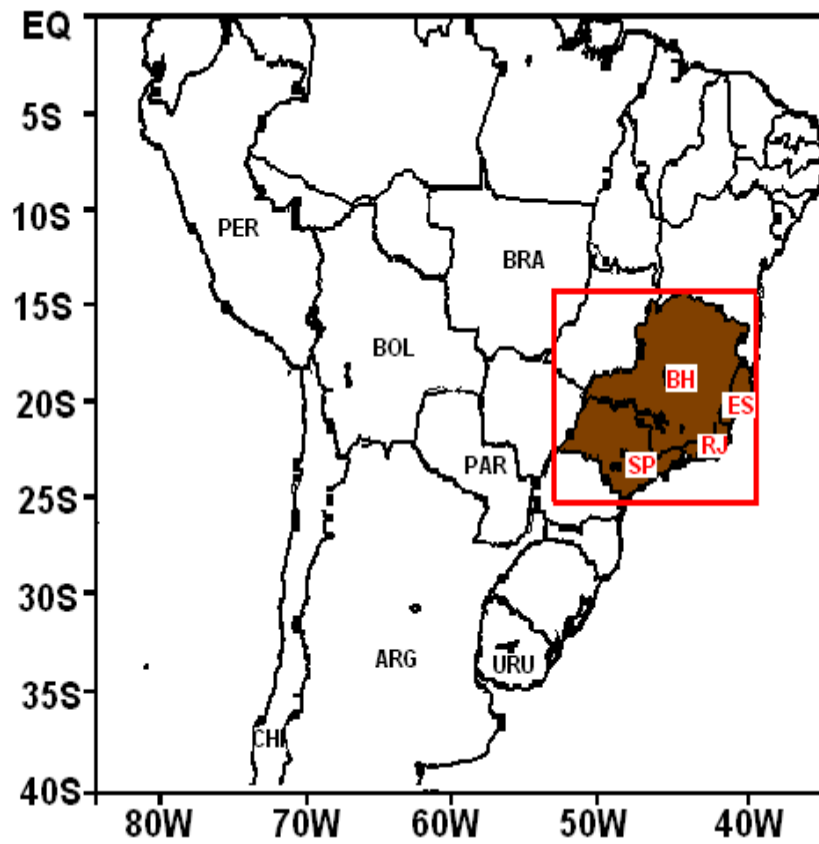 EQ
5S
10S
PER
BRA
15S
BOL
BH
20S
ES
RJ
PAR
SP
25S
30S
ARG
URU
35S
CHI
40S
80W 70W 60W 50W 40W